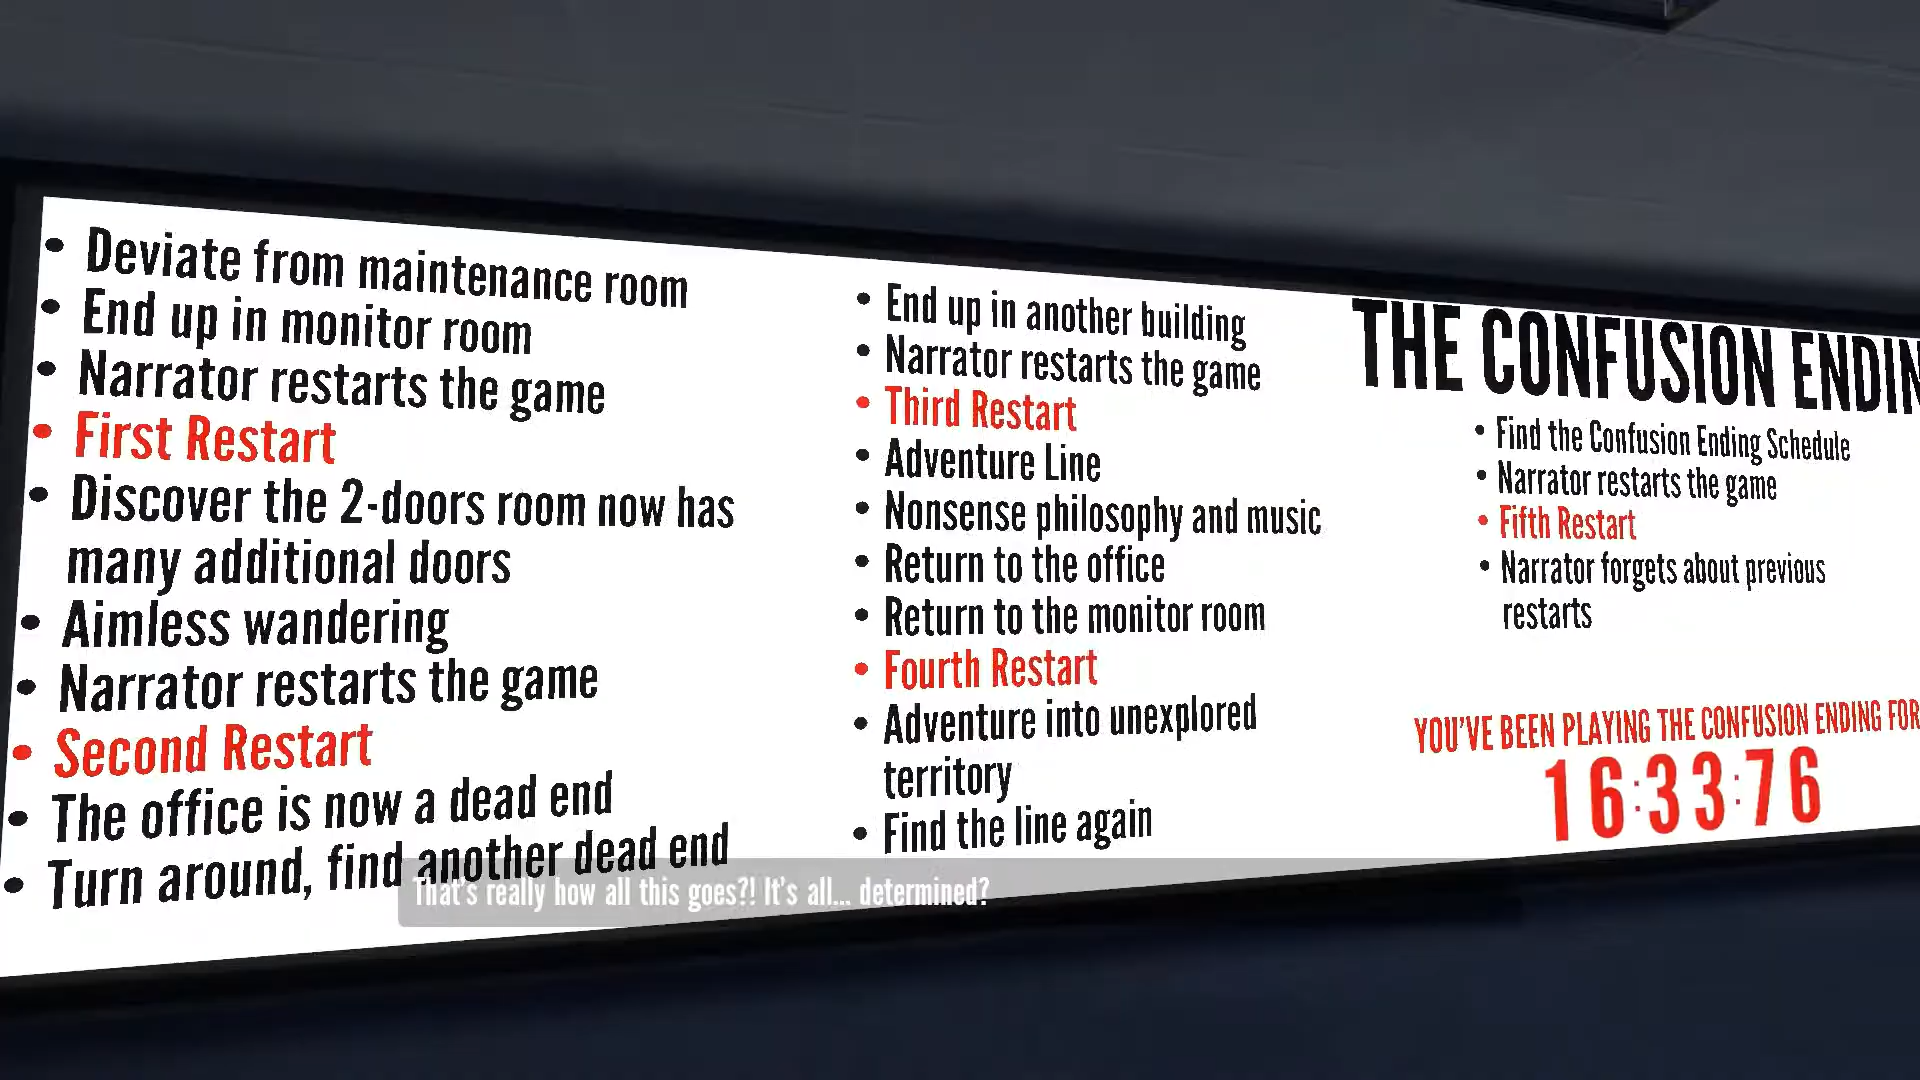 • Deviate from maintenance room
• End up in monitor room
• Narrator restarts the game
• First Restart
• Discover the 2-doors room now has
many additional doors
• Aimless wandering
• Narrator restarts the game
• Second Restart
• The office is now a dead end
• Turn around, find another dead end
• End up in another building
• Narrator restarts the game
• Third Restart
• Adventure Line
• Nonsense philosophy and music
• Return to the office
• Return to the monitor room
• Fourth Restart
• Adventure into unexplored
territory
• Find the line again
THE CONFUSION ENDIN
• Find the Confusion Ending Schedule
• Narrator restarts the game
• Fifth Restart
• Narrator forgets about previous
restarts
YOU'VE BEEN PLAYING THE CONFUSION ENDING FOR
16:33:76
That's really how all this goes?! It's all... determined?